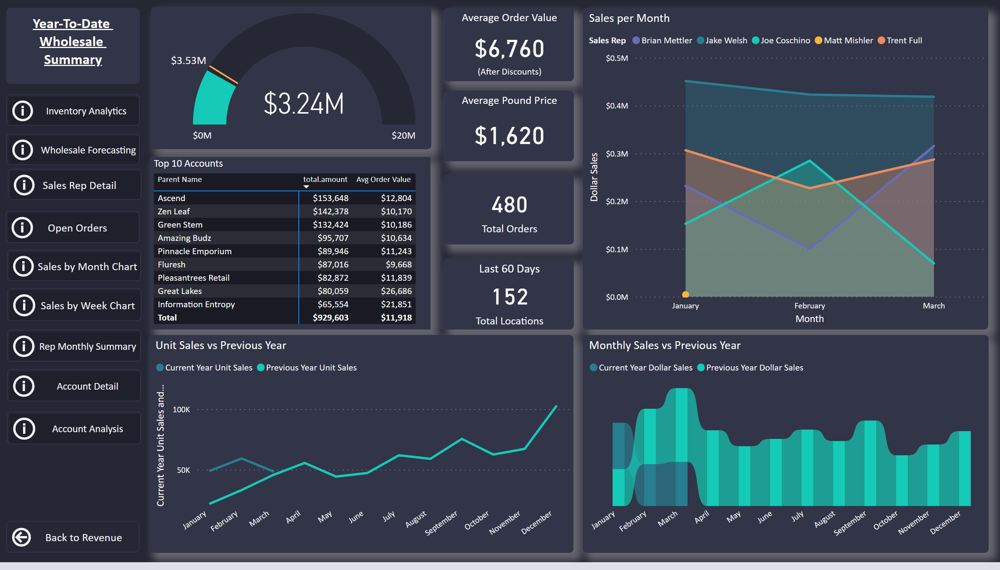 Year-To-Date
Wholesale
Summary
Inventory Analytics
Wholesale Forecasting
Sales Rep Detail
Open Orders
Sales by Month Chart
Sales by Week Chart
Rep Monthly Summary
Account Detail
Account Analysis
Back to Revenue
$3.53M
$3.24M
$0M
$20M
Top 10 Accounts
Parent Name total.amount Avg Order Value
Ascend $153,648 $12,804
Zen Leaf $142,378 $10,170
Green Stem $132,424 $10,186
Amazing Budz $95,707 $10,634
Pinnacle Emporium $89,946 $11,243
Fluresh $87,016 $9,668
Pleasantrees Retail $82,872 $11,839
Great Lakes $80,059 $26,686
Information Entropy $65,554 $21,851
Total $929,603 $11,918
Average Order Value
$6,760
(After Discounts)
Average Pound Price
$1,620
480
Total Orders
Last 60 Days
152
Total Locations
Sales per Month
Sales Rep Brian Mettler Jake Welsh Joe Coschino Matt Mishler Trent Full
Dollar Sales
$0.5M
$0.4M
$0.3M
$0.2M
$0.1M
$0.0M
January February March
Month
Unit Sales vs Previous Year
Current Year Unit Sales Previous Year Unit Sales
Current Year Unit Sales and...
100K
50K
January February March April May June July August September October November December
Monthly Sales vs Previous Year
Current Year Dollar Sales Previous Year Dollar Sales
January February March April May June July August September October November December